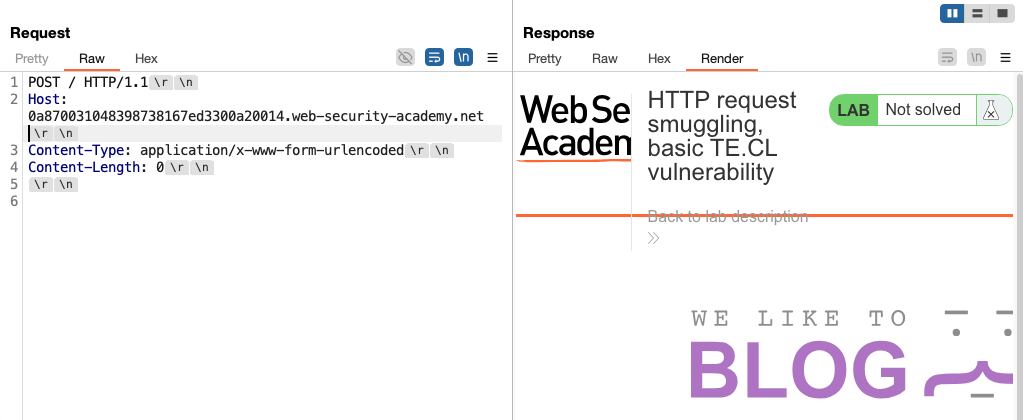 Request
Response
Pretty Raw Hex
\n
Pretty Raw Hex Render
\n
1 POST / HTTP/1.1 \r \n
2 Host:
0a870031048398738167ed3300a20014.web-security-academy.net
\r \n
3 Content-Type: application/x-www-form-urlencoded \r \n
4 Content-Length: 0 \r \n
5 \r \n
6
Web Se
Academ
HTTP request
smuggling,
basic TE.CL
vulnerability
LAB Not solved
Back to lab description
WE LIKE TO
BLOG